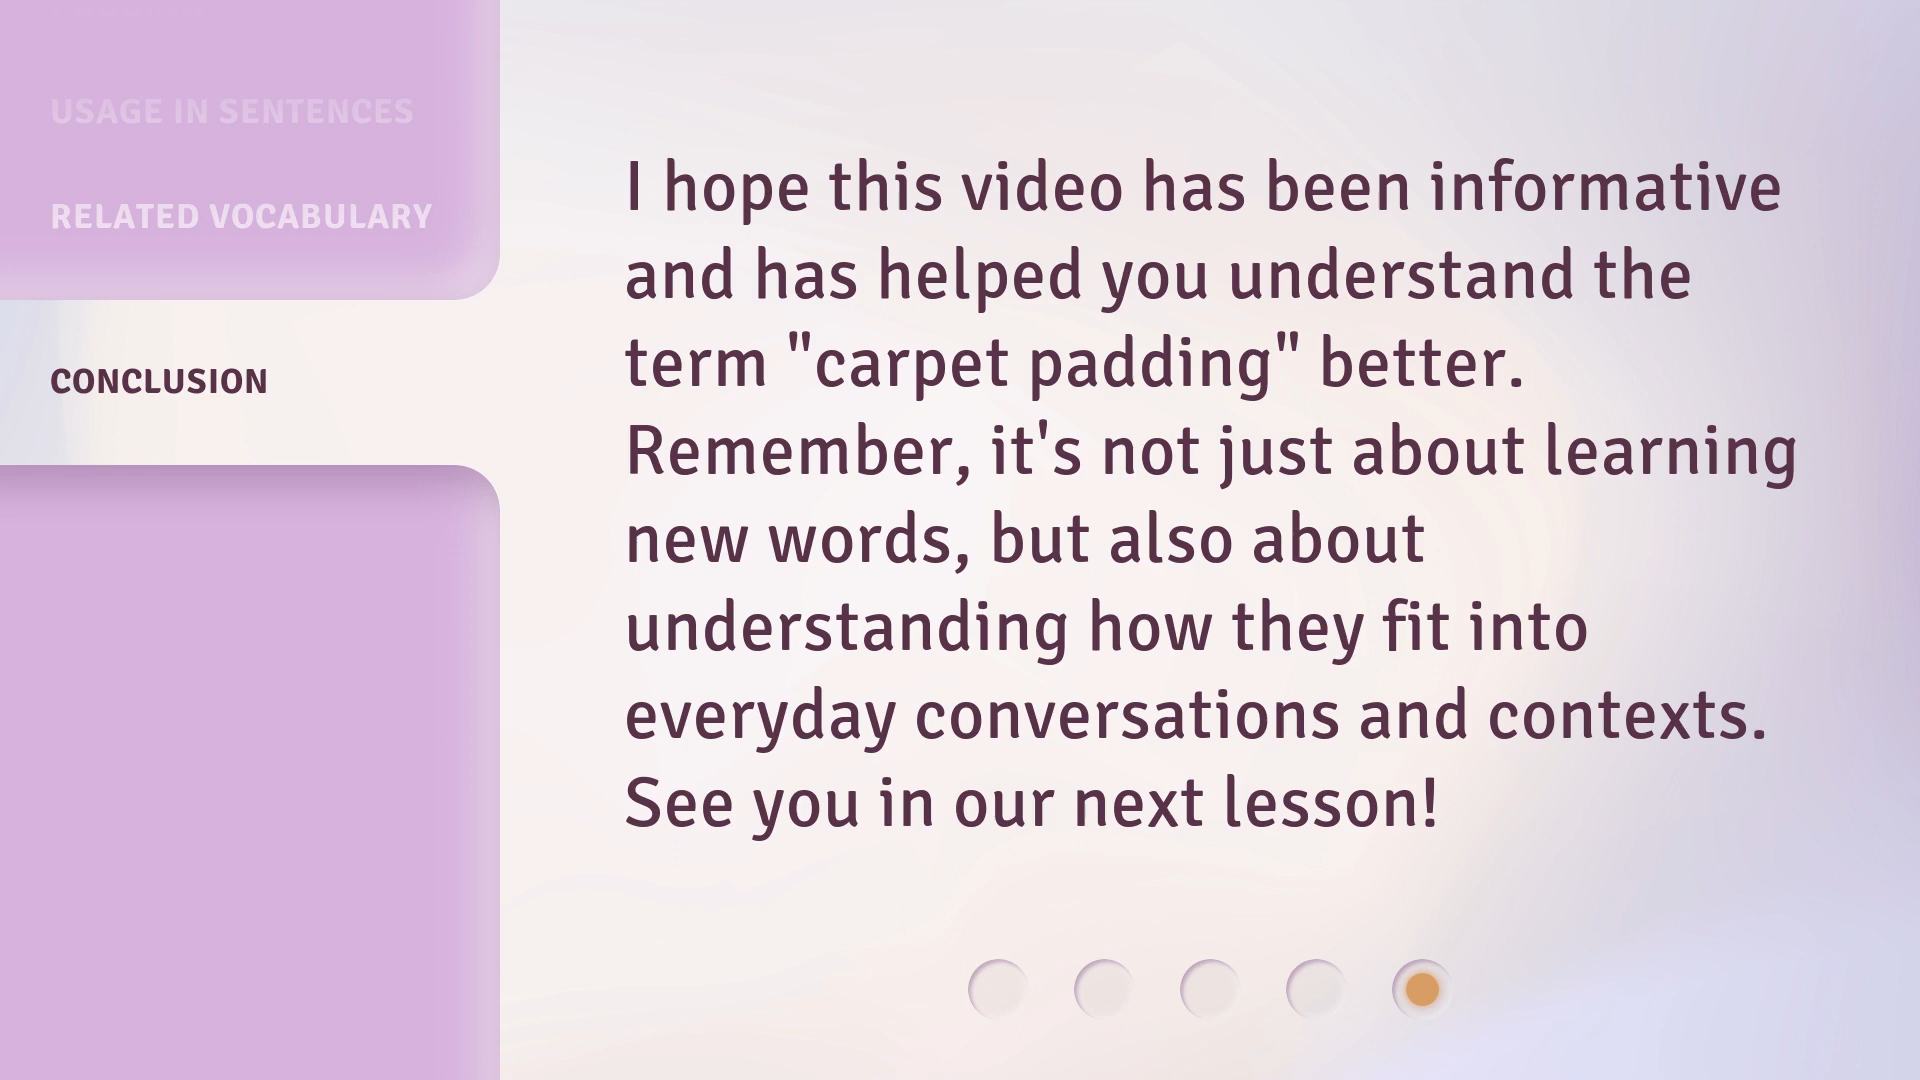 USAGE IN SENTENCES
RELATED VOCABULARY
CONCLUSION
I hope this video has been informative
and has helped you understand the
term "carpet padding" better.
Remember, it's not just about learning
new words, but also about
understanding how they fit into
everyday conversations and contexts.
See you in our next lesson!